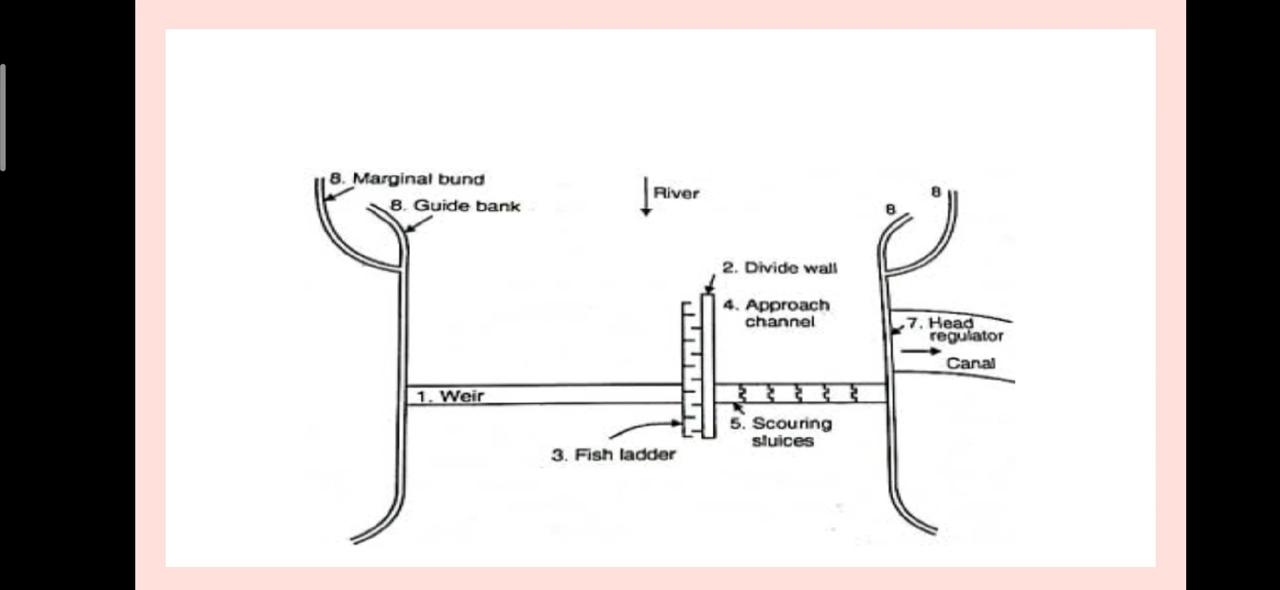 8. Marginal bund
8. Guide bank
River
8
8
2. Divide wall
4. Approach
channel
7. Head
regulator
Canal
1. Weir
5. Scouring
sluices
3. Fish ladder